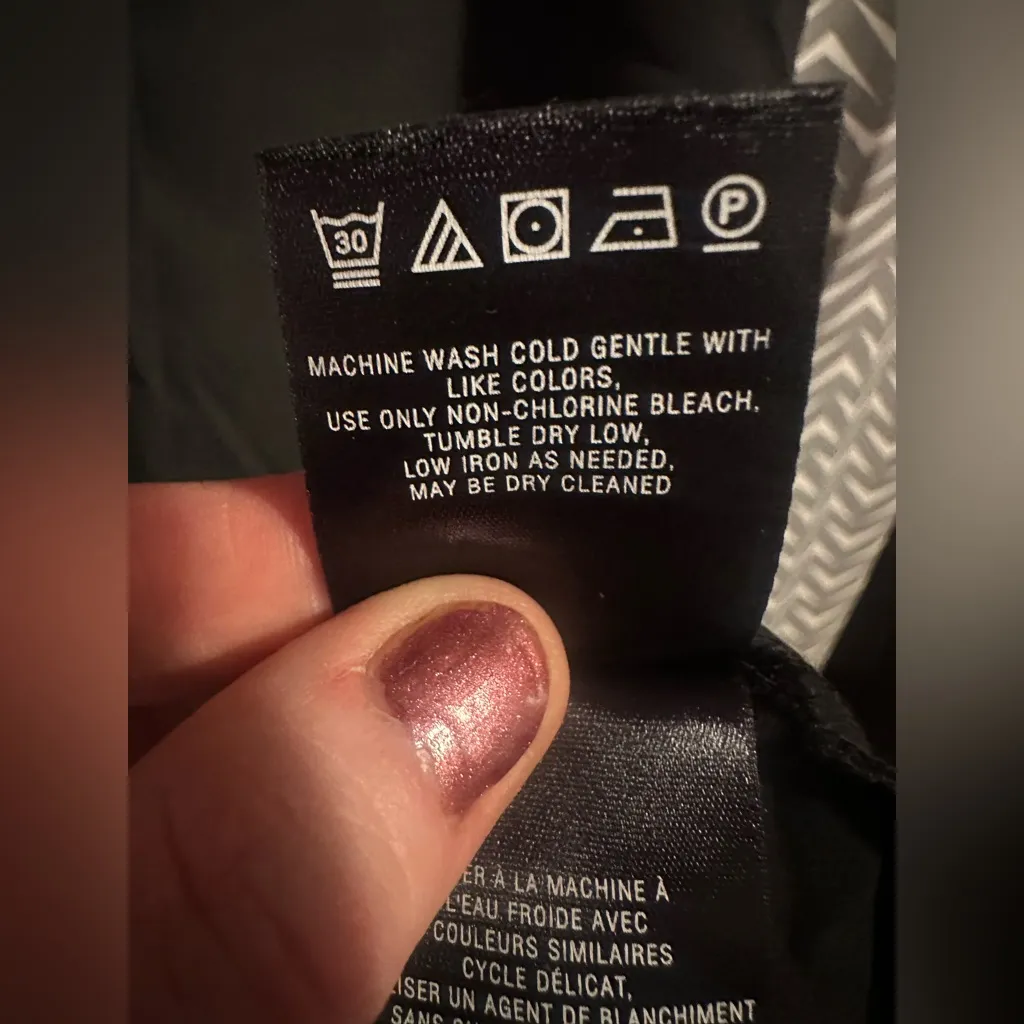 30 P
MACHINE WASH COLD GENTLE WITH
LIKE COLORS,
USE ONLY NON-CHLORINE BLEACH,
TUMBLE DRY LOW,
LOW IRON AS NEEDED,
MAY BE DRY CLEANED
À LA MACHINE À
L'EAU FROIDE AVEC
COULEURS SIMILAIRES
CYCLE DÉLICAT,
UN AGENT DE BLANCHIMENT
SANS